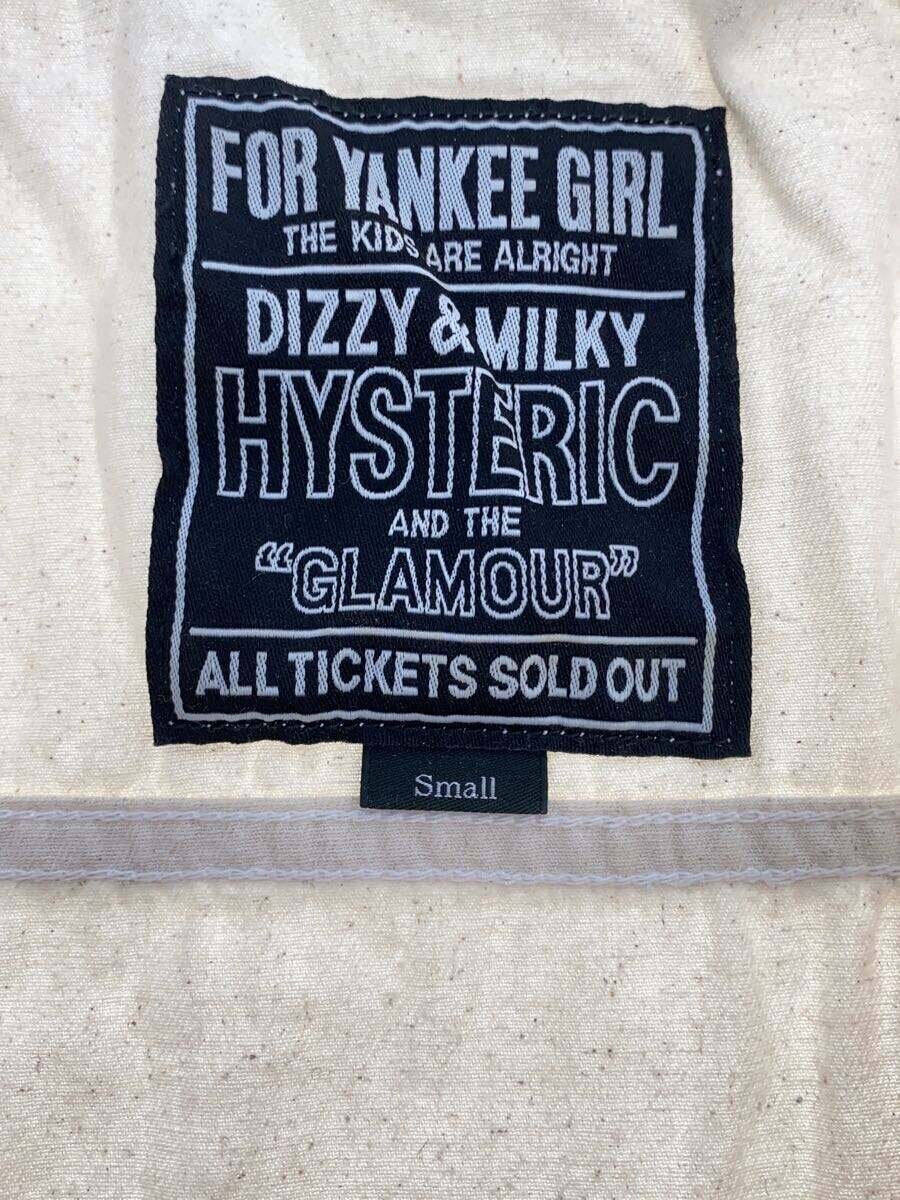 FOR YANKEE GIRL
THE KIDS ARE ALRIGHT
DIZZY & MILKY
HYSTERIC
AND THE
“GLAMOUR”
ALL TICKETS SOLD OUT
Small